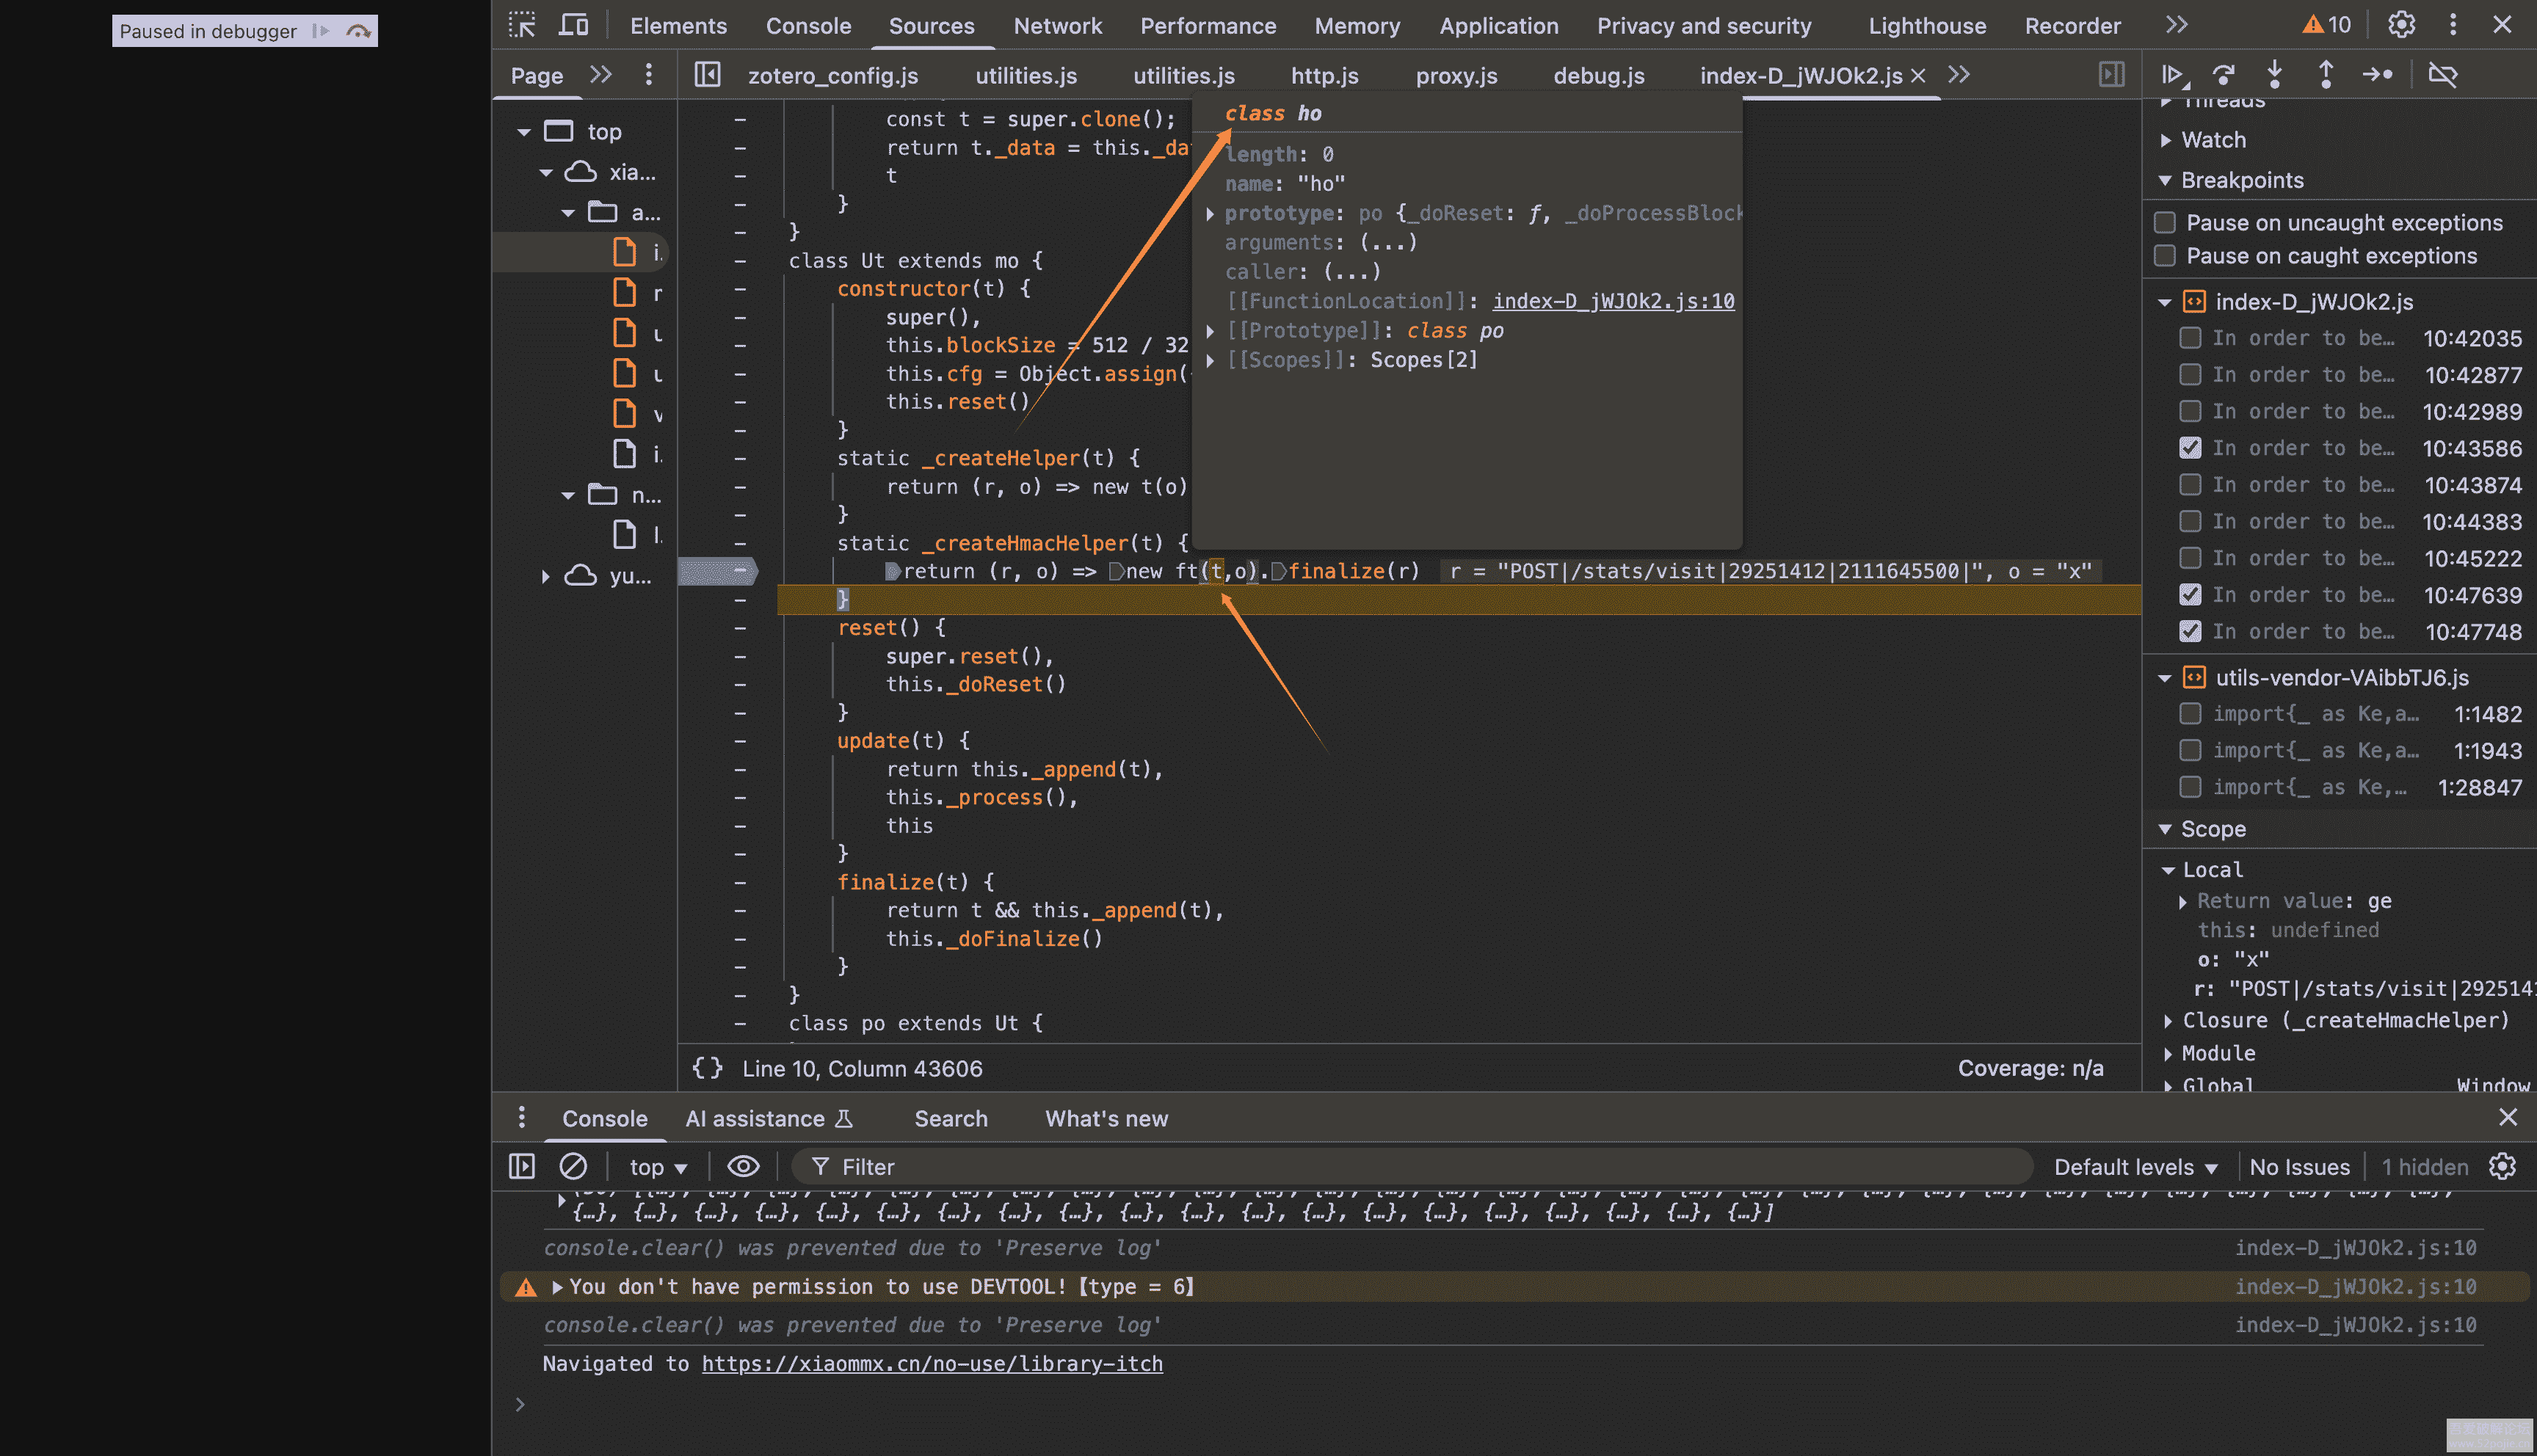 Paused in debugger
Elements Console Sources Network Performance Memory Application Privacy and security Lighthouse Recorder 10
Page
zotero_config.js utilities.js utilities.js http.js proxy.js debug.js index-D_jWJOk2.js
top
xia...
a...
i.
r
u
u
v
i.
n...
l.
yu...
const t = super.clone();
return t._data = this._da
t
}
}
class Ut extends mo {
constructor(t) {
super(),
this.blockSize = 512 / 32
this.cfg = Object.assign(
this.reset()
}
static _createHelper(t) {
return (r, o) => new t(o)
}
static _createHmacHelper(t) {
return (r, o) => new ft(t,o).finalize(r) r = "POST|/stats/visit|29251412|2111645500|", o = "x"
}
reset() {
super.reset(),
this._doReset()
}
update(t) {
return this._append(t),
this._process(),
this
}
finalize(t) {
return t && this._append(t),
this._doFinalize()
}
}
class po extends Ut {
class ho
length: 0
name: "ho"
prototype: po {_doReset: ƒ, _doProcessBlock
arguments: (...)
caller: (...)
[[FunctionLocation]]: index-D_jWJOk2.js:10
[[Prototype]]: class po
[[Scopes]]: Scopes[2]
{} Line 10, Column 43606 Coverage: n/a
Threads
Watch
Breakpoints
Pause on uncaught exceptions
Pause on caught exceptions
index-D_jWJOk2.js
In order to be… 10:42035
In order to be… 10:42877
In order to be… 10:42989
In order to be… 10:43586
In order to be… 10:43874
In order to be… 10:44383
In order to be… 10:45222
In order to be… 10:47639
In order to be… 10:47748
utils-vendor-VAibbTJ6.js
import{_ as Ke,a… 1:1482
import{_ as Ke,a… 1:1943
import{_ as Ke,… 1:28847
Scope
Local
Return value: ge
this: undefined
o: "x"
r: "POST|/stats/visit|292514
Closure (_createHmacHelper)
Module
Global Window
Console AI assistance Search What's new
top Filter Default levels No Issues 1 hidden
{…}, {…}, {…}, {…}, {…}, {…}, {…}, {…}, {…}, {…}, {…}, {…}, {…}, {…}, {…}, {…}, {…}, {…}, {…}, {…}]
console.clear() was prevented due to 'Preserve log' index-D_jWJOk2.js:10
You don't have permission to use DEVTOOL!【type = 6】 index-D_jWJOk2.js:10
console.clear() was prevented due to 'Preserve log' index-D_jWJOk2.js:10
Navigated to https://xiaommx.cn/no-use/library-itch